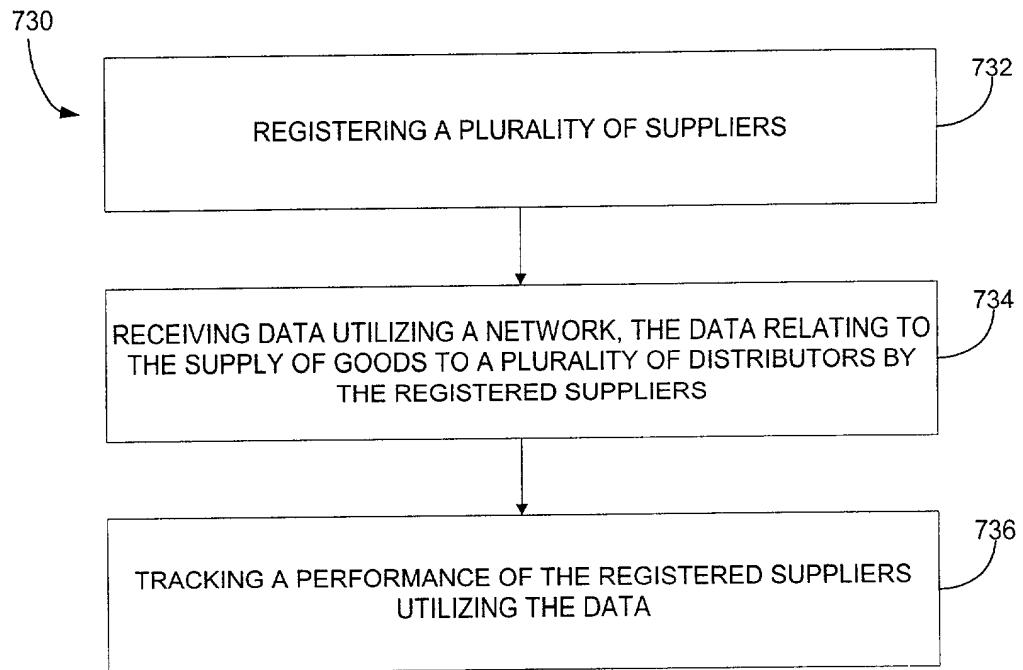 730
732
REGISTERING A PLURALITY OF SUPPLIERS
734
RECEIVING DATA UTILIZING A NETWORK, THE DATA RELATING TO
THE SUPPLY OF GOODS TO A PLURALITY OF DISTRIBUTORS BY
THE REGISTERED SUPPLIERS
736
TRACKING A PERFORMANCE OF THE REGISTERED SUPPLIERS
UTILIZING THE DATA